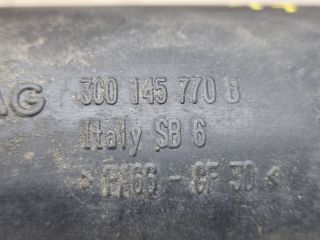 AG 3C0 145 770 B
Italy SB 6
> PA66 - GF 30 <